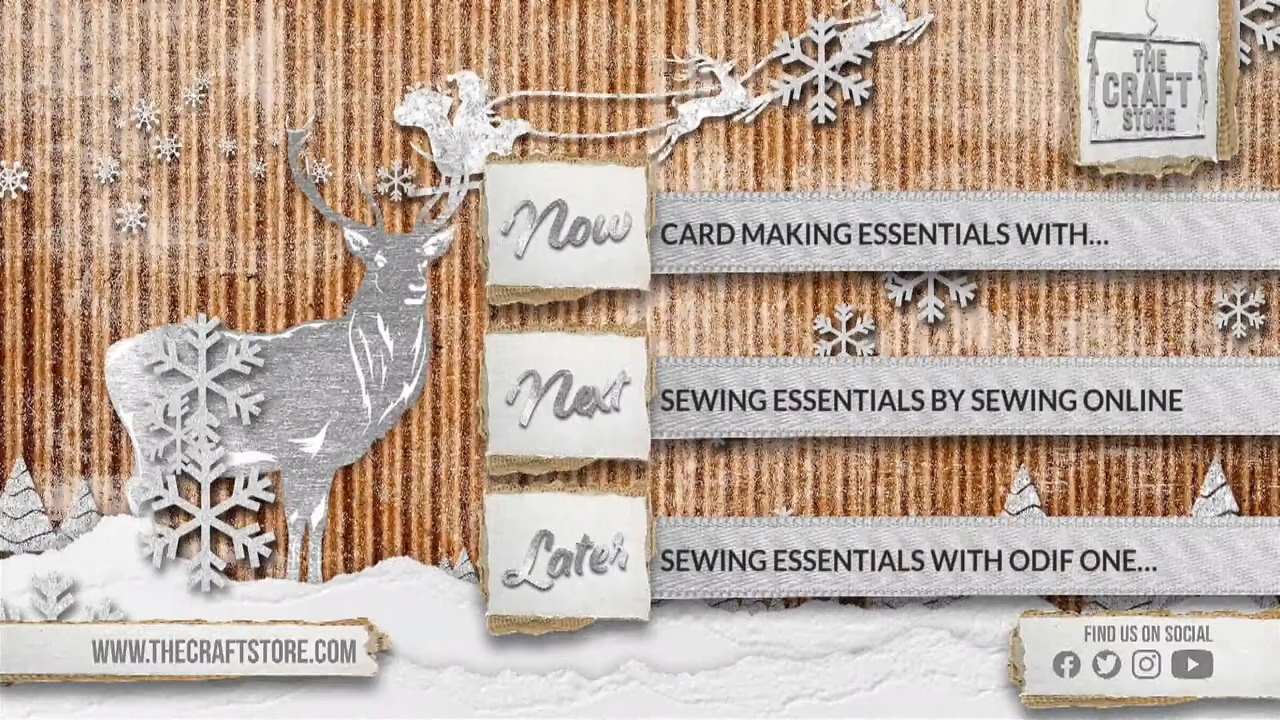 THE
CRAFT
STORE
Now
CARD MAKING ESSENTIALS WITH...
Next
SEWING ESSENTIALS BY SEWING ONLINE
Later
SEWING ESSENTIALS WITH ODIF ONE...
WWW.THECRAFTSTORE.COM
FIND US ON SOCIAL